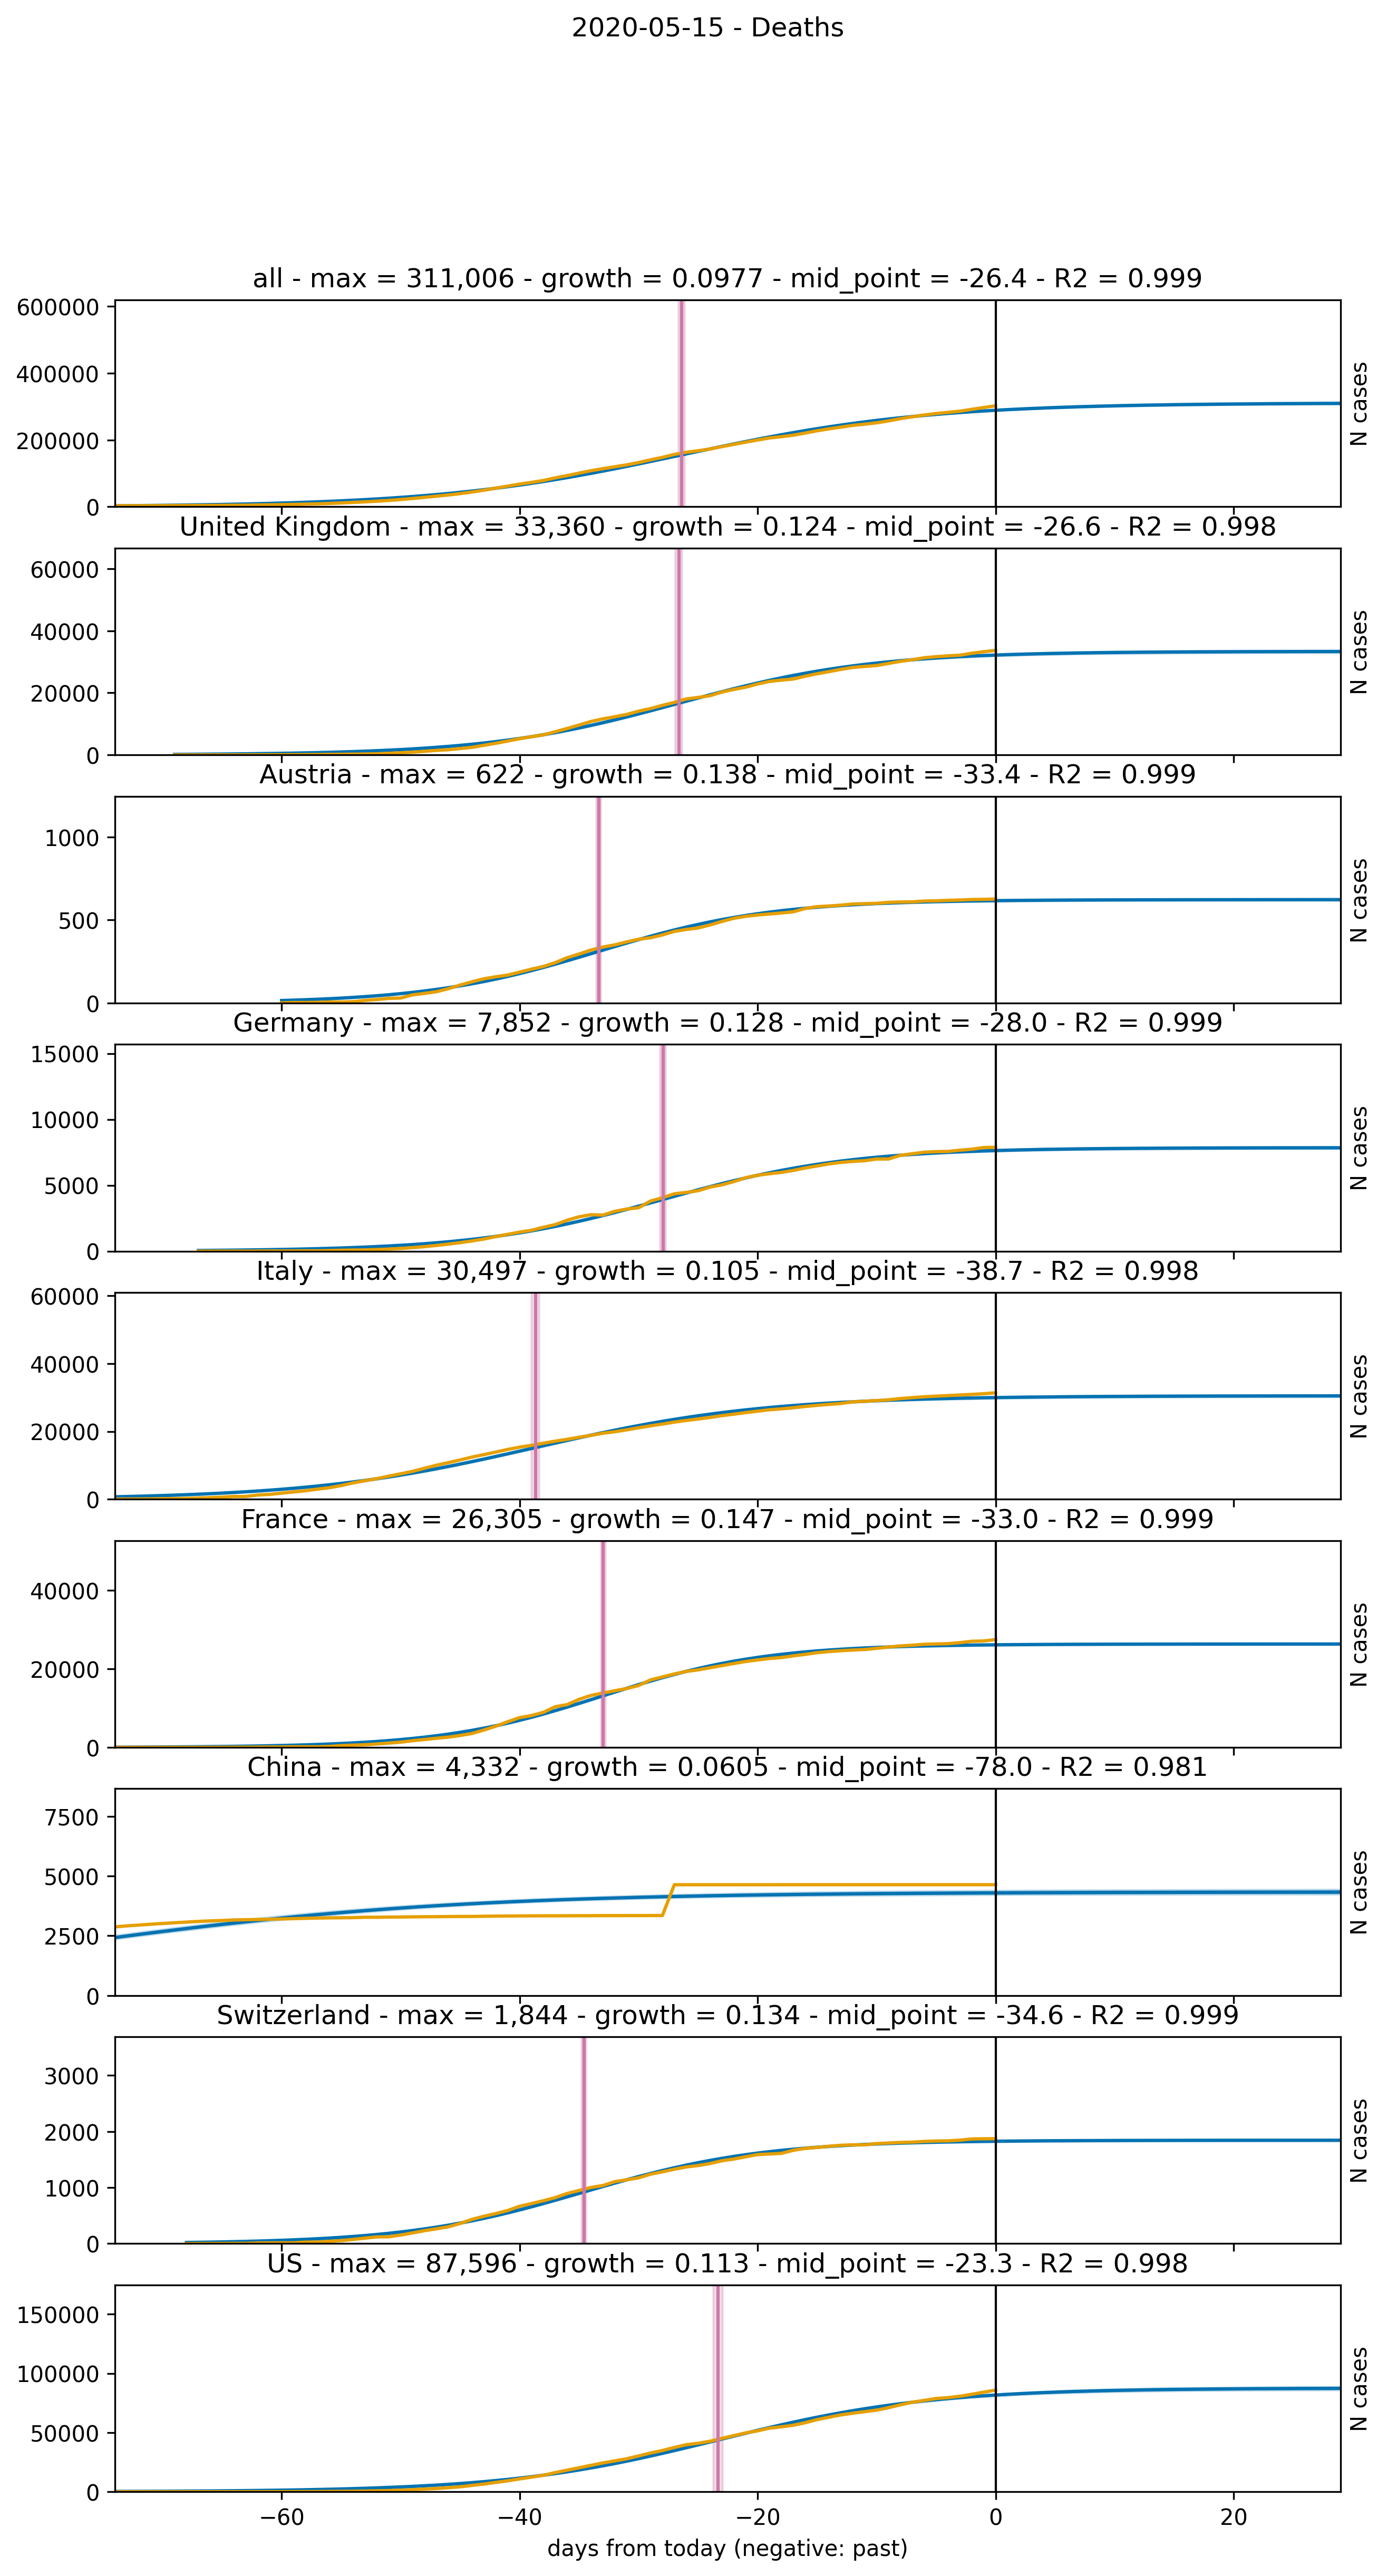 2020-05-15 - Deaths
all - max = 311,006 - growth = 0.0977 - mid_point = -26.4 - R2 = 0.999
600000
400000
200000
0
N cases
United Kingdom - max = 33,360 - growth = 0.124 - mid_point = -26.6 - R2 = 0.998
60000
40000
20000
0
N cases
Austria - max = 622 - growth = 0.138 - mid_point = -33.4 - R2 = 0.999
1000
500
0
N cases
Germany - max = 7,852 - growth = 0.128 - mid_point = -28.0 - R2 = 0.999
15000
10000
5000
0
N cases
Italy - max = 30,497 - growth = 0.105 - mid_point = -38.7 - R2 = 0.998
60000
40000
20000
0
N cases
France - max = 26,305 - growth = 0.147 - mid_point = -33.0 - R2 = 0.999
40000
20000
0
N cases
China - max = 4,332 - growth = 0.0605 - mid_point = -78.0 - R2 = 0.981
7500
5000
2500
0
N cases
Switzerland - max = 1,844 - growth = 0.134 - mid_point = -34.6 - R2 = 0.999
3000
2000
1000
0
N cases
US - max = 87,596 - growth = 0.113 - mid_point = -23.3 - R2 = 0.998
150000
100000
50000
0
N cases
−60 −40 −20 0 20
days from today (negative: past)